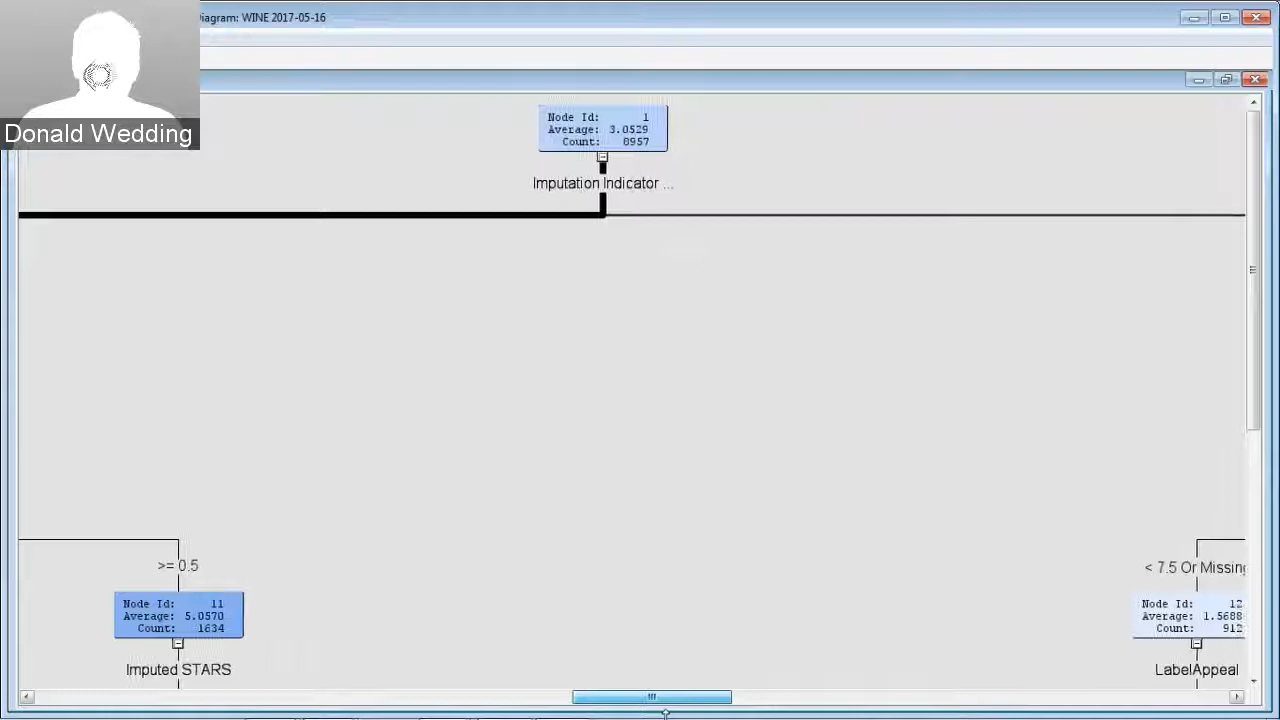 Diagram: WINE 2017-05-16
Donald Wedding
Node Id: 1
Average: 3.0529
Count: 8957
Imputation Indicator ...
>= 0.5
< 7.5 Or Missing
Node Id: 11
Average: 5.0570
Count: 1634
Node Id: 12
Average: 1.5688
Count: 912
Imputed STARS
LabelAppeal